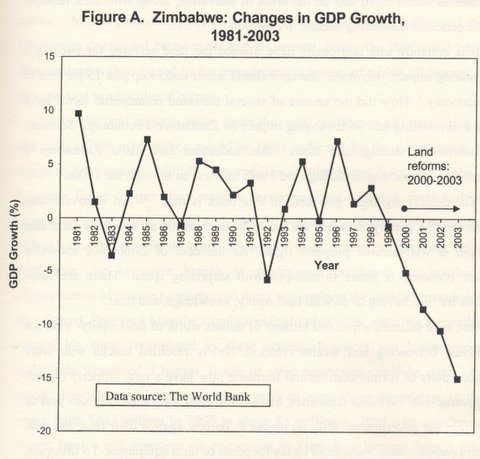 Figure A. Zimbabwe: Changes in GDP Growth,
1981-2003
15
10
5
0
-5
-10
-15
-20
GDP Growth (%)
1981 1982 1983 1984 1985 1986 1987 1988 1989 1990 1991 1992 1993 1994 1995 1996 1997 1998 1999 2000 2001 2002 2003
Year
Land
reforms:
2000-2003
Data source: The World Bank